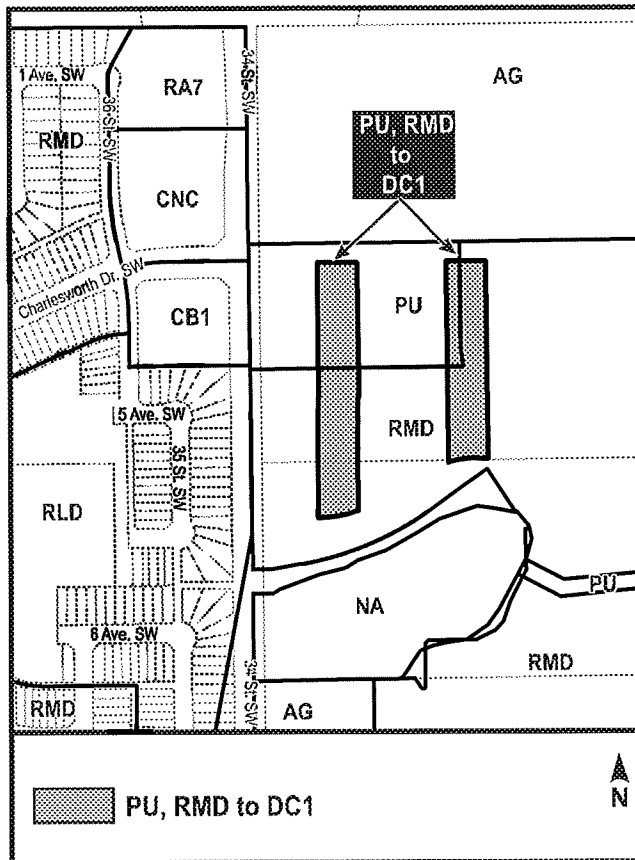 1 Ave, SW
RMD
36 St. SW
RA7
34 St. SW
AG
PU, RMD
to
DC1
CNC
Charlesworth Dr. SW
CB1
PU
5 Ave, SW
RMD
35 St. SW
RLD
NA
PU
6 Ave, SW
RMD
RMD
AG
34 St. SW
PU, RMD to DC1
N